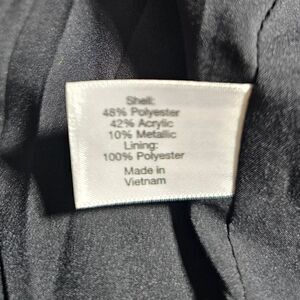 Shell:
48% Polyester
42% Acrylic
10% Metallic
Lining:
100% Polyester
Made in
Vietnam